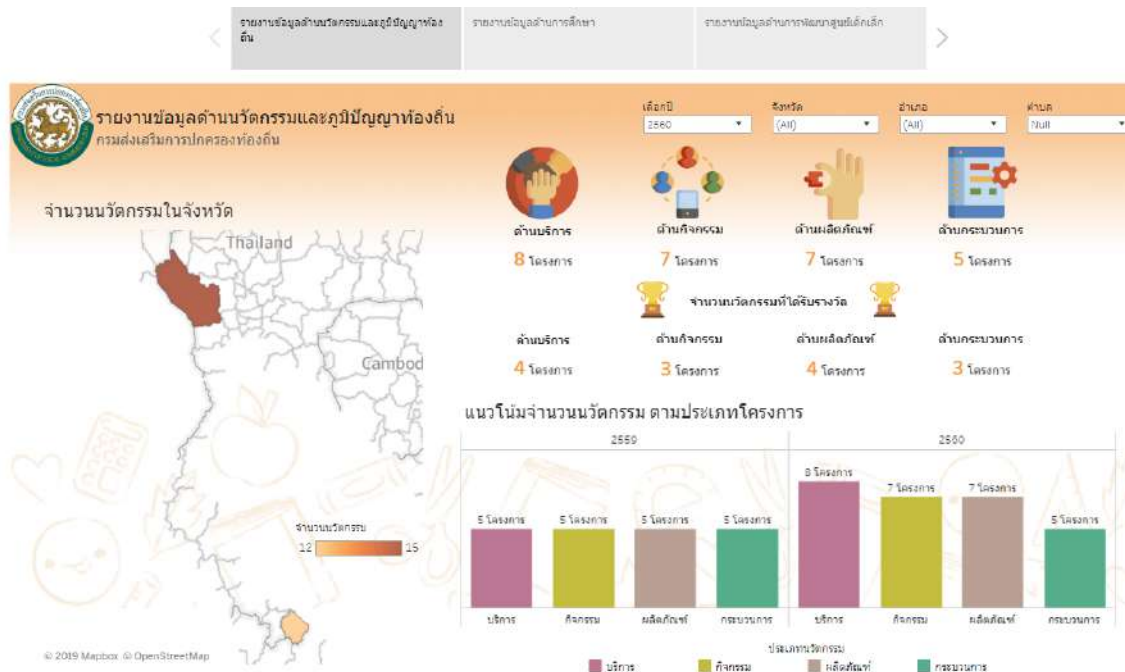 รายงานข้อมูลด้านนวัตกรรมและภูมิปัญญาท้อง
ถิ่น
รายงานข้อมูลด้านการศึกษา
รายงานข้อมูลด้านการพัฒนาศูนย์เด็กเล็ก
รายงานข้อมูลด้านนวัตกรรมและภูมิปัญญาท้องถิ่น
กรมส่งเสริมการปกครองท้องถิ่น
เลือกปี
จังหวัด
อำเภอ
ตำบล
2560
(All)
(All)
Null
จำนวนนวัตกรรมในจังหวัด
Thailand
Cambod
ด้านบริการ
ด้านกิจกรรม
ด้านผลิตภัณฑ์
ด้านกระบวนการ
8 โครงการ
7 โครงการ
7 โครงการ
5 โครงการ
จำนวนนวัตกรรมที่ได้รับรางวัล
ด้านบริการ
ด้านกิจกรรม
ด้านผลิตภัณฑ์
ด้านกระบวนการ
4 โครงการ
3 โครงการ
4 โครงการ
3 โครงการ
แนวโน้มจำนวนนวัตกรรม ตามประเภทโครงการ
2559
2560
5 โครงการ
5 โครงการ
5 โครงการ
5 โครงการ
8 โครงการ
7 โครงการ
7 โครงการ
5 โครงการ
บริการ
กิจกรรม
ผลิตภัณฑ์
กระบวนการ
บริการ
กิจกรรม
ผลิตภัณฑ์
กระบวนการ
ประเภทนวัตกรรม
บริการ
กิจกรรม
ผลิตภัณฑ์
กระบวนการ
จำนวนนวัตกรรม
12
15
© 2019 Mapbox © OpenStreetMap